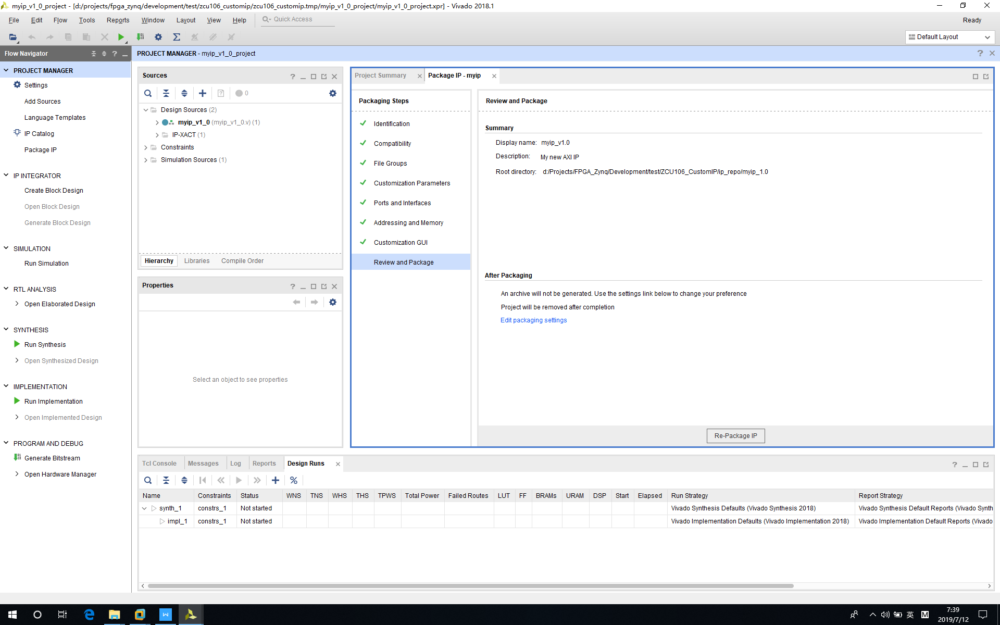 myip_v1_0_project - [d:/projects/fpga_zynq/development/test/zcu106_customip/zcu106_customip.tmp/myip_v1_0_project/myip_v1_0_project.xpr] - Vivado 2018.1
File Edit Flow Tools Reports Window Layout View Help Quick Access Ready
Default Layout
Flow Navigator
PROJECT MANAGER
Settings
Add Sources
Language Templates
IP Catalog
Package IP
IP INTEGRATOR
Create Block Design
Open Block Design
Generate Block Design
SIMULATION
Run Simulation
RTL ANALYSIS
Open Elaborated Design
SYNTHESIS
Run Synthesis
Open Synthesized Design
IMPLEMENTATION
Run Implementation
Open Implemented Design
PROGRAM AND DEBUG
Generate Bitstream
Open Hardware Manager
PROJECT MANAGER - myip_v1_0_project
Sources
0
Design Sources (2)
myip_v1_0 (myip_v1_0.v) (1)
IP-XACT (1)
Constraints
Simulation Sources (1)
Hierarchy Libraries Compile Order
Properties
Select an object to see properties
Project Summary Package IP - myip
Packaging Steps
Identification
Compatibility
File Groups
Customization Parameters
Ports and Interfaces
Addressing and Memory
Customization GUI
Review and Package
Review and Package
Summary
Display name: myip_v1.0
Description: My new AXI IP
Root directory: d:/Projects/FPGA_Zynq/Development/test/ZCU106_CustomIP/ip_repo/myip_1.0
After Packaging
An archive will not be generated. Use the settings link below to change your preference
Project will be removed after completion
Edit packaging settings
Re-Package IP
Tcl Console Messages Log Reports Design Runs
Name Constraints Status WNS TNS WHS THS TPWS Total Power Failed Routes LUT FF BRAMs URAM DSP Start Elapsed Run Strategy Report Strategy
synth_1 constrs_1 Not started Vivado Synthesis Defaults (Vivado Synthesis 2018) Vivado Synthesis Default Reports (Vivado Synth
impl_1 constrs_1 Not started Vivado Implementation Defaults (Vivado Implementation 2018) Vivado Implementation Default Reports (Vivado
英 M
7:39
2019/7/12